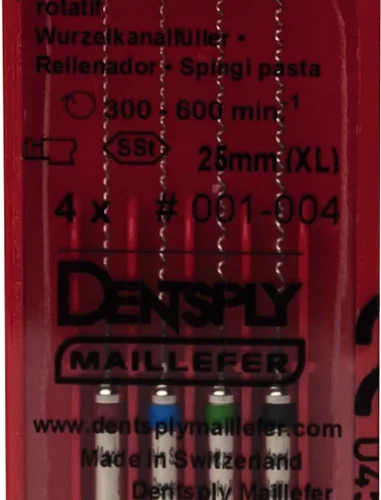 rotatif
Wurzelkanalfüller •
Rellenador • Spingi pasta
300 - 600 min.-1
SSt
25mm (XL)
4 x # 001-004
DENTSPLY
MAILLEFER
www.dentsplymaillefer.com
Made in Switzerland
Dentsply Maillefer